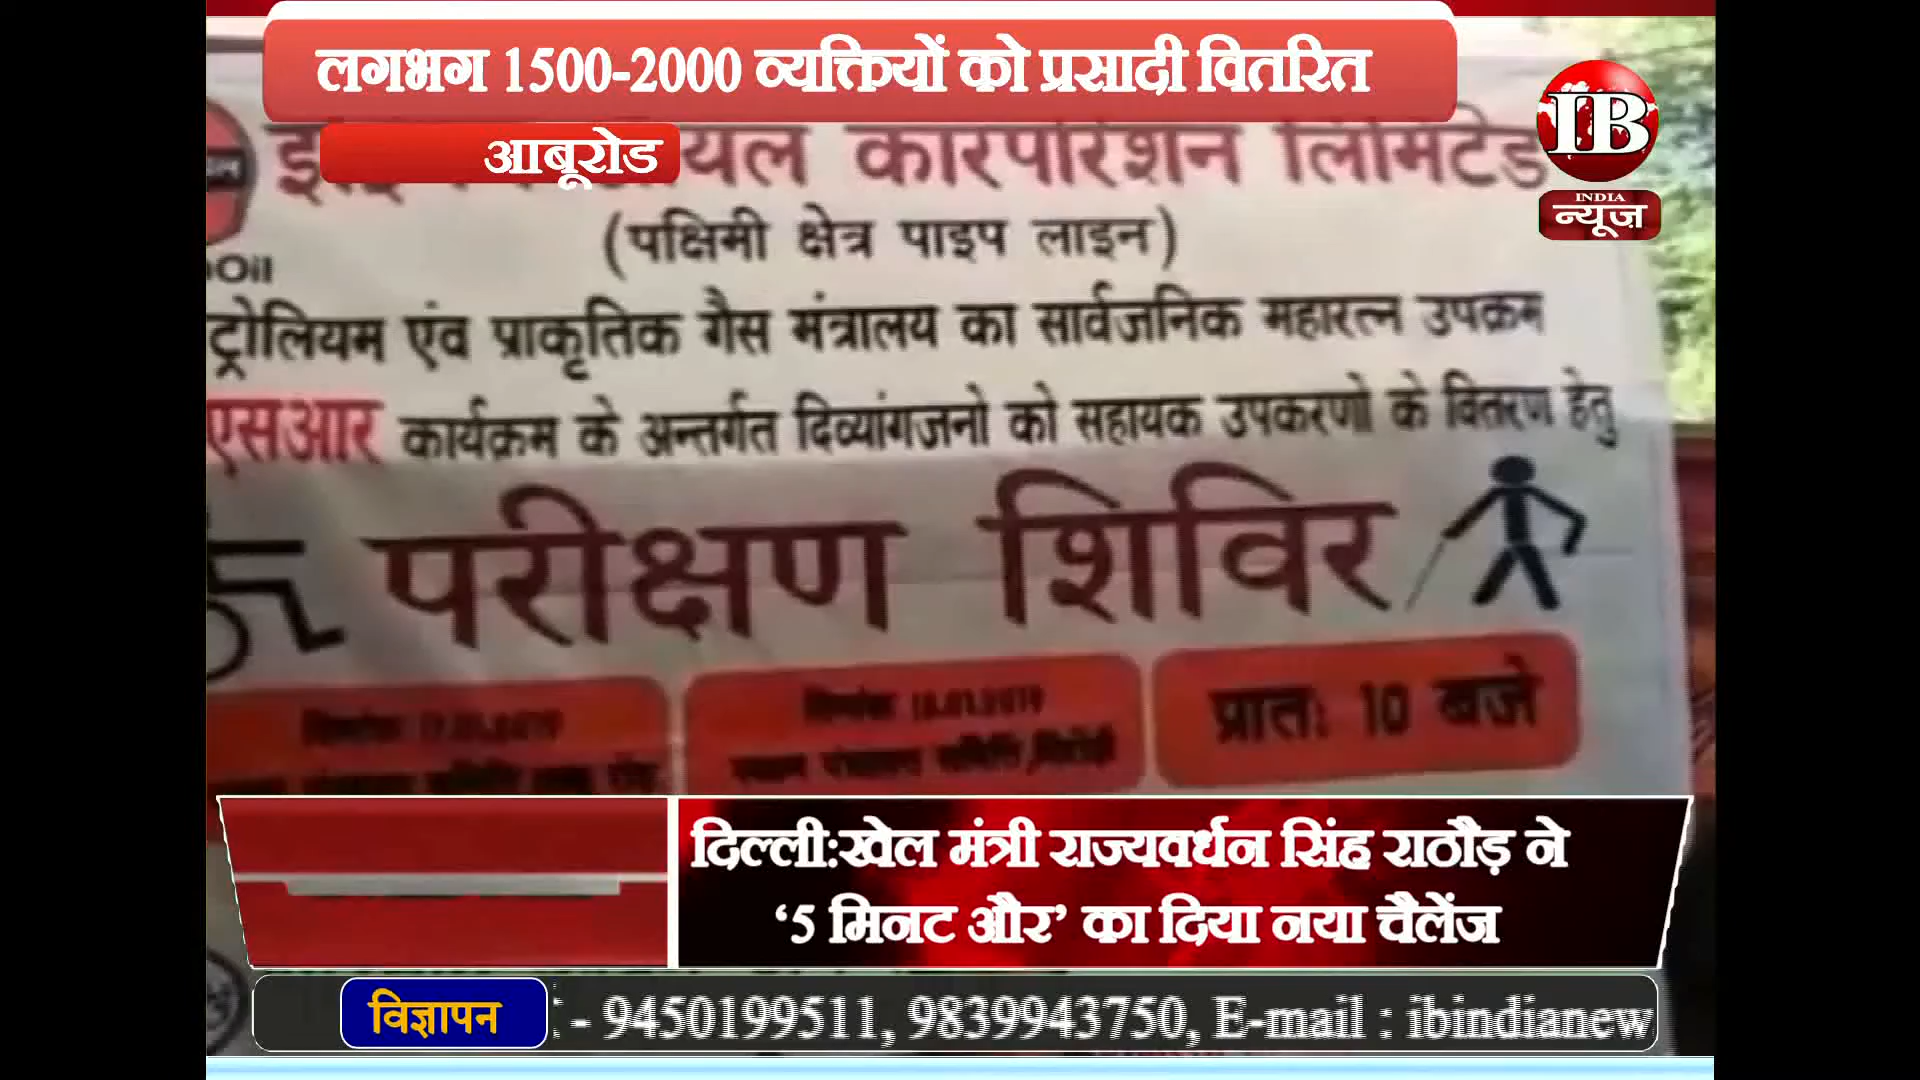 लगभग 1500-2000 व्यक्तियों को प्रसादी वितरित
आबूरोड
यल कारपोरेशन लिमिटेड
IB
INDIA
न्यूज़
(पक्षिमी क्षेत्र पाइप लाइन)
Oil
ट्रोलियम एंव प्राकृतिक गैस मंत्रालय का सार्वजनिक महारत्न उपक्रम
एसआर कार्यक्रम के अन्तर्गत दिव्यांगजनो को सहायक उपकरणो के वितरण हेतु
परीक्षण शिविर
प्रातः 10 बजे
दिल्ली:खेल मंत्री राज्यवर्धन सिंह राठौड़ ने
‘5 मिनट और’ का दिया नया चैलेंज
विज्ञापन
- 9450199511, 9839943750, E-mail : ibindianew